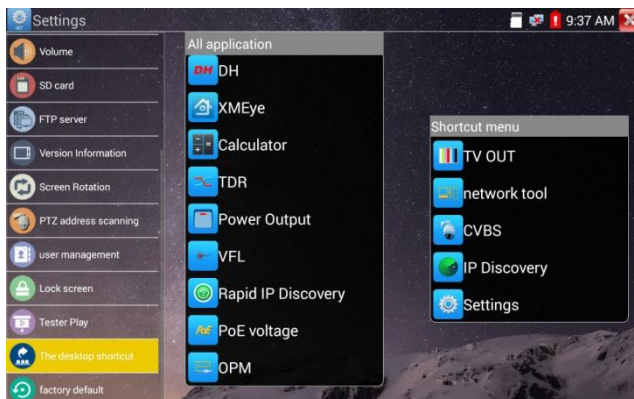 Settings
9:37 AM
Volume
SD card
FTP server
Version Information
Screen Rotation
PTZ address scanning
user management
Lock screen
Tester Play
The desktop shortcut
factory default
All application
DH DH
XMEye
Calculator
TDR
Power Output
VFL
Rapid IP Discovery
PoE PoE voltage
OPM
Shortcut menu
TV OUT
network tool
CVBS
IP Discovery
Settings